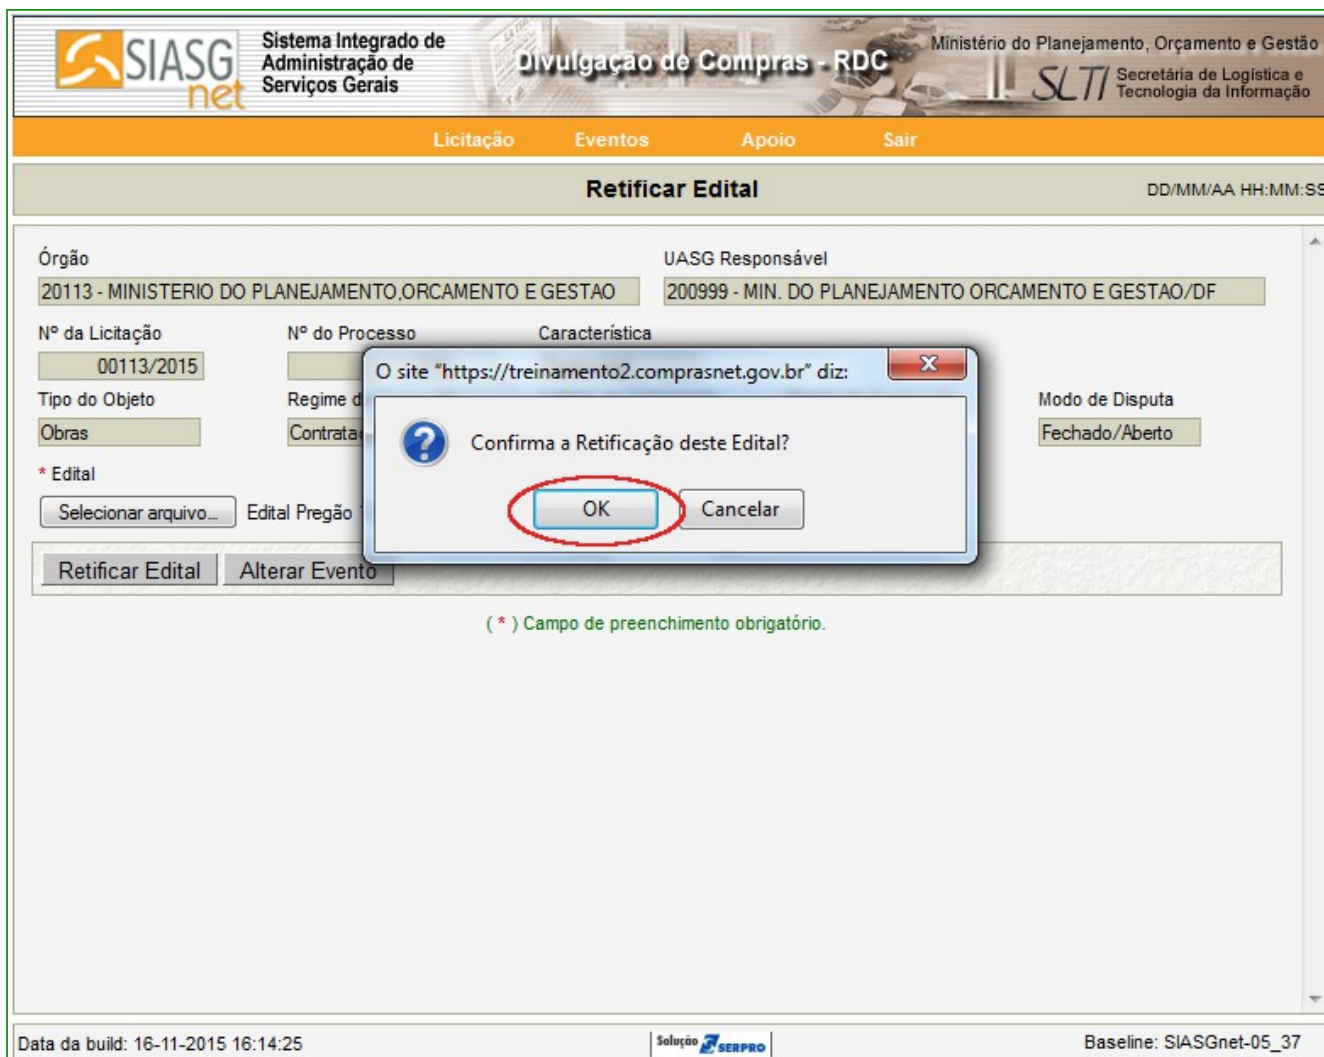 SIASG
net
Sistema Integrado de
Administração de
Serviços Gerais
Divulgação de Compras - RDC
Ministério do Planejamento, Orçamento e Gestão
SLTI
Secretária de Logística e
Tecnologia da Informação
Licitação Eventos Apoio Sair
Retificar Edital
DD/MM/AA HH:MM:SS
Órgão UASG Responsável
20113 - MINISTERIO DO PLANEJAMENTO,ORCAMENTO E GESTAO 200999 - MIN. DO PLANEJAMENTO ORCAMENTO E GESTAO/DF
Nº da Licitação Nº do Processo Característica
00113/2015
O site "https://treinamento2.comprasnet.gov.br" diz:
x
Tipo do Objeto Regime d Modo de Disputa
Obras Contrata Fechado/Aberto
Confirma a Retificação deste Edital?
* Edital
Selecionar arquivo... Edital Pregão
OK Cancelar
Retificar Edital Alterar Evento
( * ) Campo de preenchimento obrigatório.
Data da build: 16-11-2015 16:14:25
Solução SERPRO
Baseline: SIASGnet-05_37